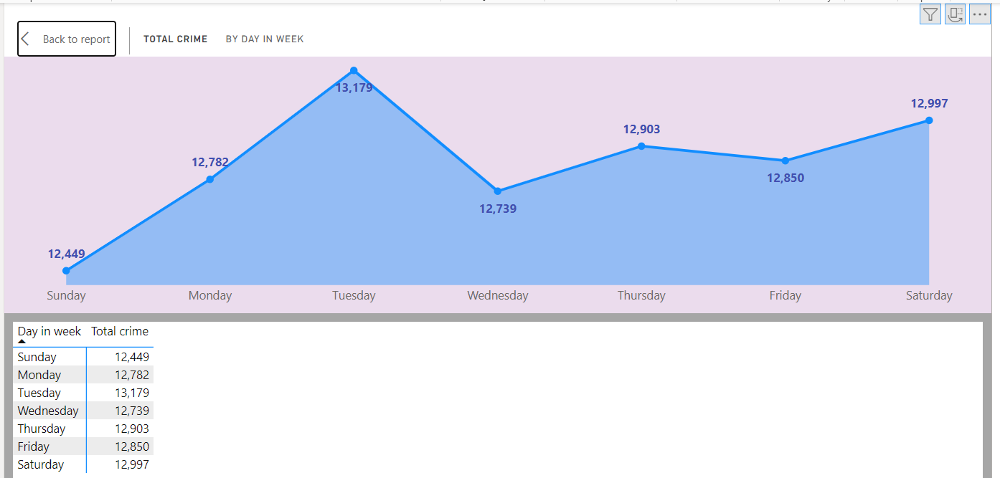 Back to report
TOTAL CRIME BY DAY IN WEEK
13,179
12,997
12,903
12,782
12,850
12,739
12,449
Sunday Monday Tuesday Wednesday Thursday Friday Saturday
Day in week Total crime
Sunday 12,449
Monday 12,782
Tuesday 13,179
Wednesday 12,739
Thursday 12,903
Friday 12,850
Saturday 12,997